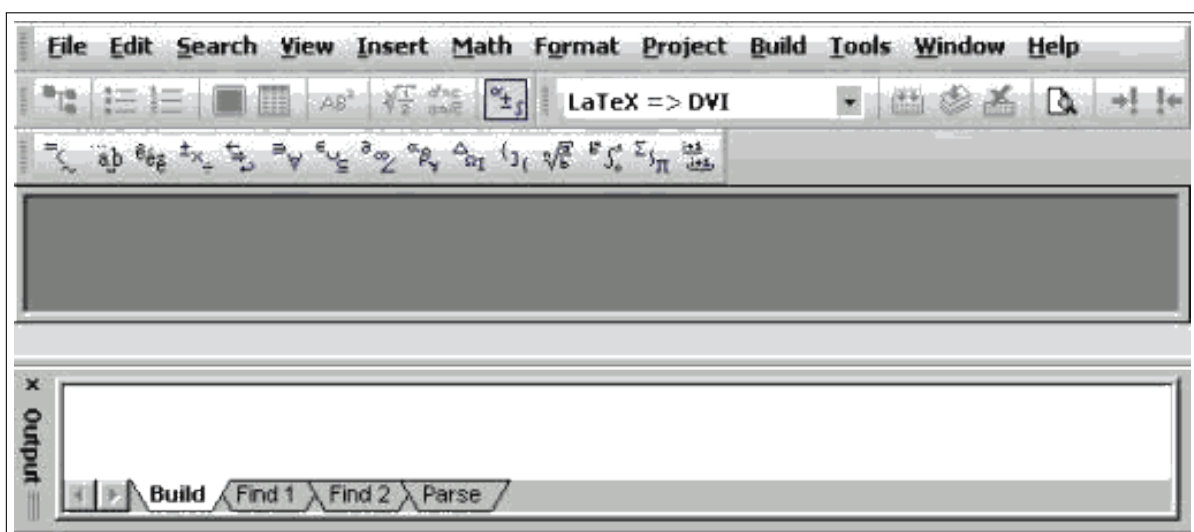 File Edit Search View Insert Math Format Project Build Tools Window Help
AB² LaTeX => DVI
Output
Build Find 1 Find 2 Parse